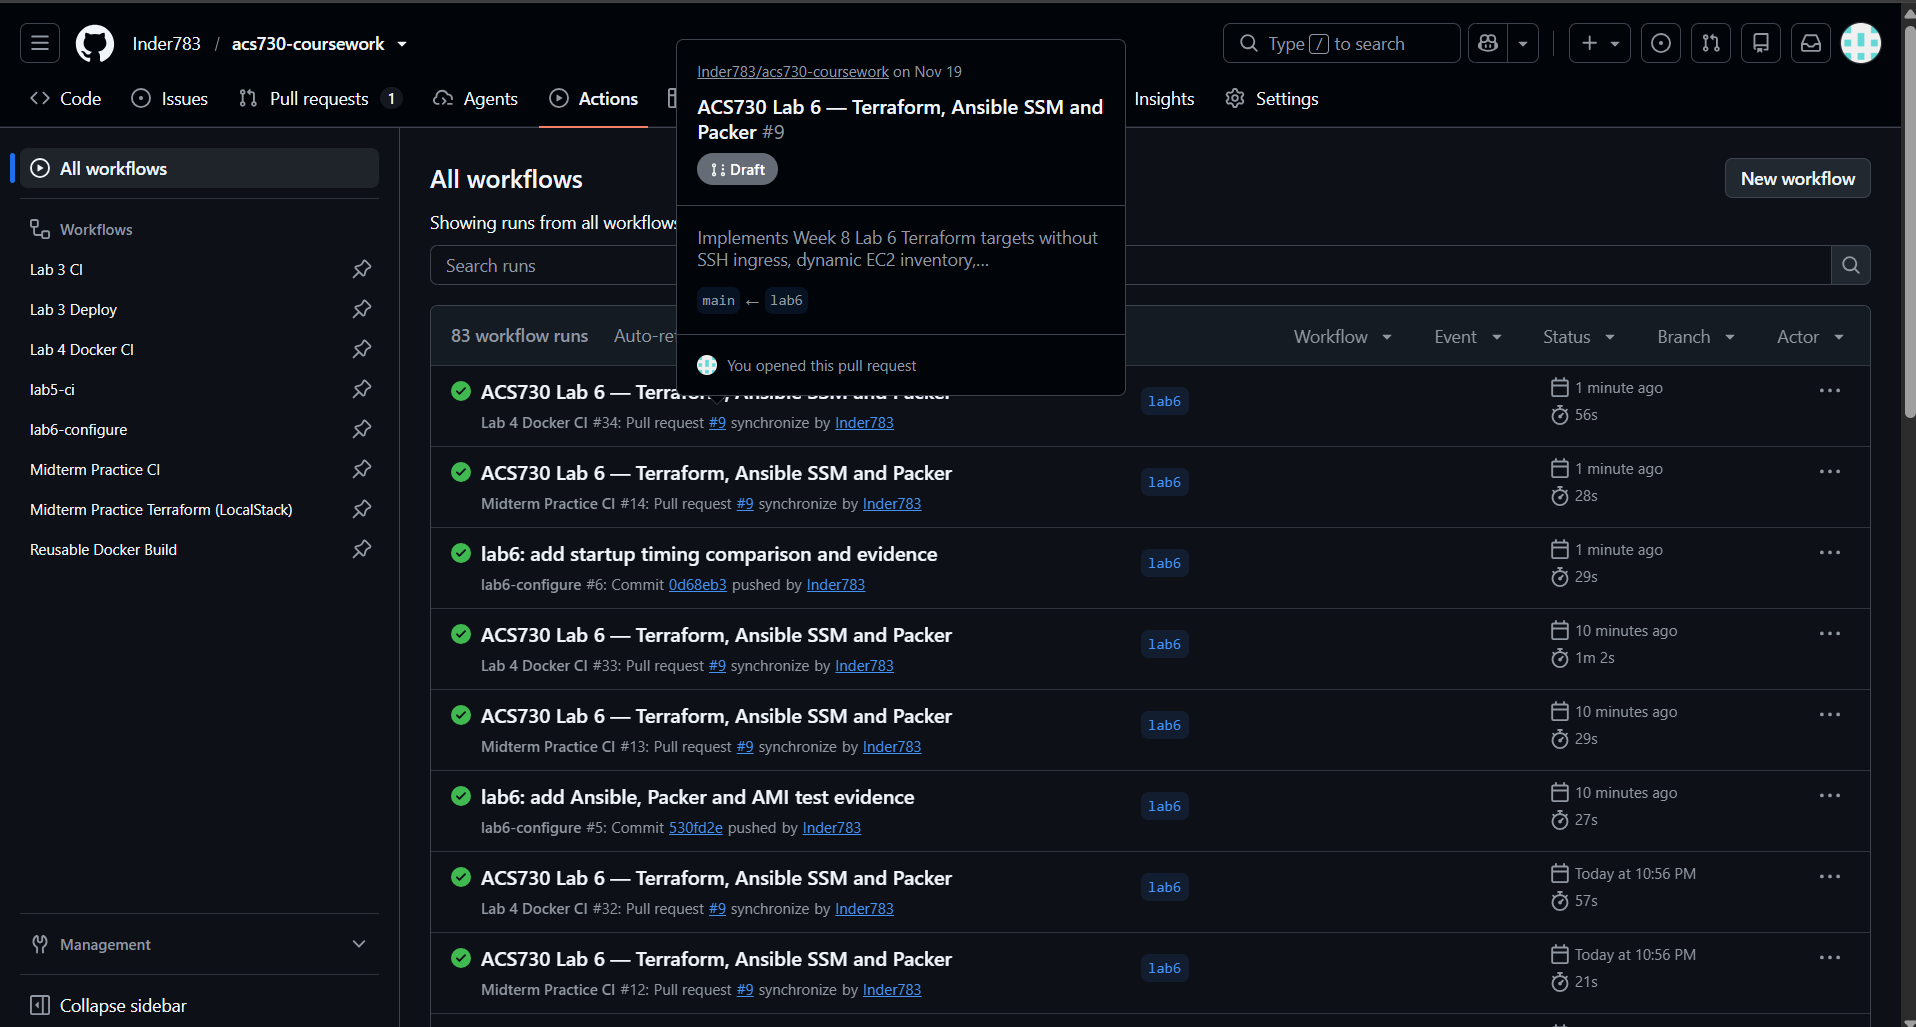 Inder783 / acs730-coursework
Type / to search
Code
Issues
Pull requests 1
Agents
Actions
Insights
Settings
Inder783/acs730-coursework on Nov 19
ACS730 Lab 6 — Terraform, Ansible SSM and
Packer #9
Draft
Implements Week 8 Lab 6 Terraform targets without
SSH ingress, dynamic EC2 inventory,...
main ← lab6
You opened this pull request
All workflows
Workflows
Lab 3 CI
Lab 3 Deploy
Lab 4 Docker CI
lab5-ci
lab6-configure
Midterm Practice CI
Midterm Practice Terraform (LocalStack)
Reusable Docker Build
Management
Collapse sidebar
All workflows
New workflow
Showing runs from all workflows
Search runs
83 workflow runs
Workflow
Event
Status
Branch
Actor
ACS730 Lab 6 — Terraform, Ansible SSM and Packer
lab6
1 minute ago
Lab 4 Docker CI #34: Pull request #9 synchronize by Inder783
56s
ACS730 Lab 6 — Terraform, Ansible SSM and Packer
lab6
1 minute ago
Midterm Practice CI #14: Pull request #9 synchronize by Inder783
28s
lab6: add startup timing comparison and evidence
lab6
1 minute ago
lab6-configure #6: Commit 0d68eb3 pushed by Inder783
29s
ACS730 Lab 6 — Terraform, Ansible SSM and Packer
lab6
10 minutes ago
Lab 4 Docker CI #33: Pull request #9 synchronize by Inder783
1m 2s
ACS730 Lab 6 — Terraform, Ansible SSM and Packer
lab6
10 minutes ago
Midterm Practice CI #13: Pull request #9 synchronize by Inder783
29s
lab6: add Ansible, Packer and AMI test evidence
lab6
10 minutes ago
lab6-configure #5: Commit 530fd2e pushed by Inder783
27s
ACS730 Lab 6 — Terraform, Ansible SSM and Packer
lab6
Today at 10:56 PM
Lab 4 Docker CI #32: Pull request #9 synchronize by Inder783
57s
ACS730 Lab 6 — Terraform, Ansible SSM and Packer
lab6
Today at 10:56 PM
Midterm Practice CI #12: Pull request #9 synchronize by Inder783
21s